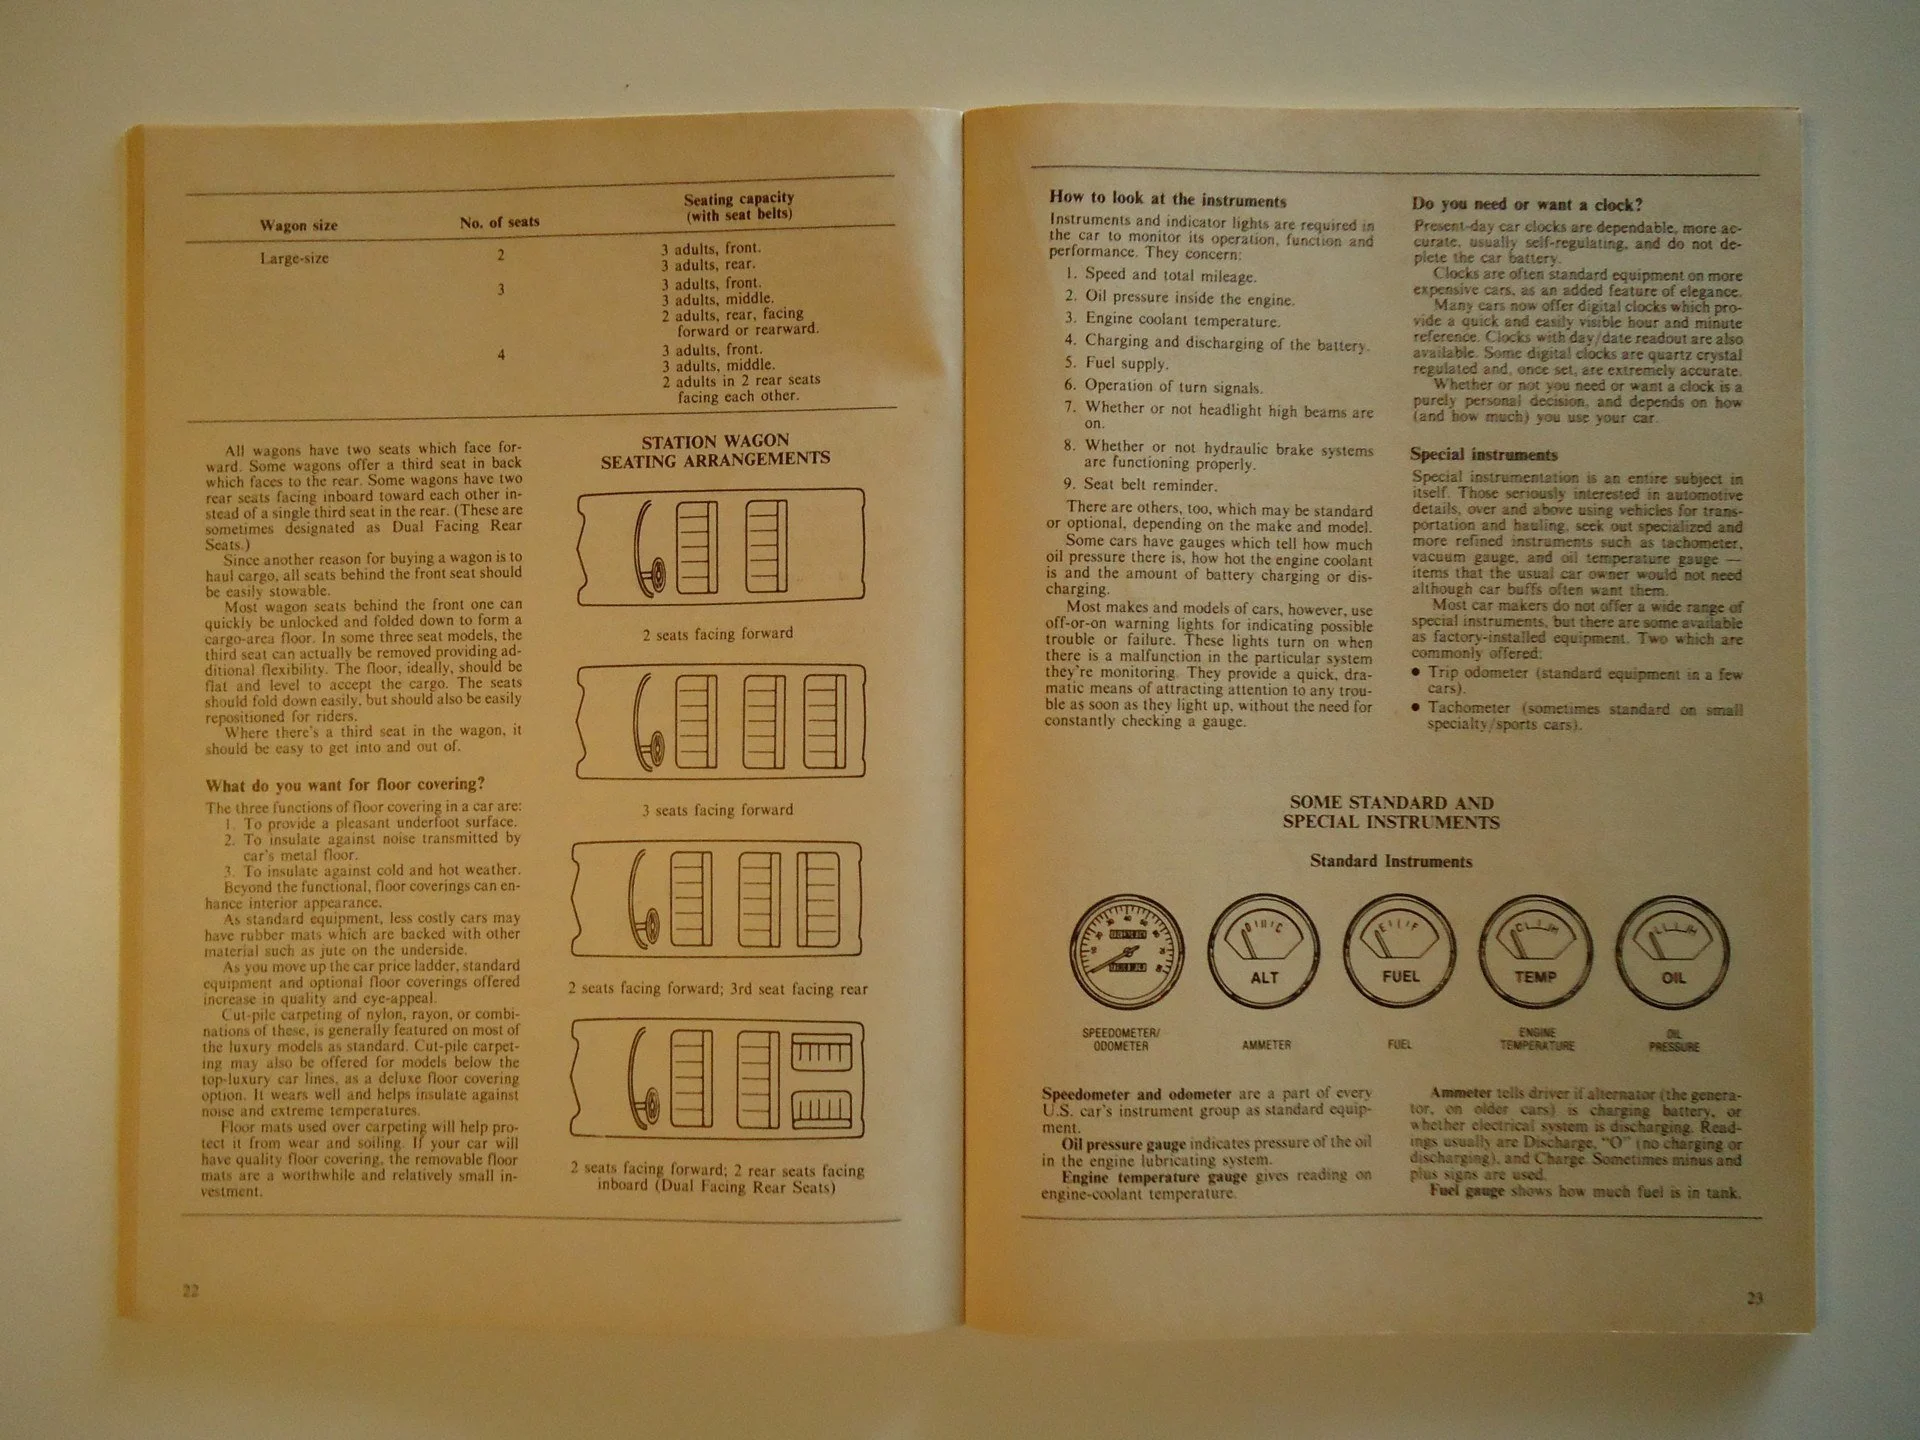 Wagon size
No. of seats
Seating capacity
(with seat belts)
Large-size
2
3 adults, front.
3 adults, rear.
3
3 adults, front.
3 adults, middle.
2 adults, rear, facing
forward or rearward.
4
3 adults, front.
3 adults, middle.
2 adults in 2 rear seats
facing each other.
All wagons have two seats which face for-
ward. Some wagons offer a third seat in back
which faces to the rear. Some wagons have two
rear seats facing inboard toward each other in-
stead of a single third seat in the rear. (These are
sometimes designated as Dual Facing Rear
Seats.)
Since another reason for buying a wagon is to
haul cargo, all seats behind the front seat should
be easily stowable.
Most wagon seats behind the front one can
quickly be unlocked and folded down to form a
cargo-area floor. In some three seat models, the
third seat can actually be removed providing ad-
ditional flexibility. The floor, ideally, should be
flat and level to accept the cargo. The seats
should fold down easily, but should also be easily
repositioned for riders.
Where there's a third seat in the wagon, it
should be easy to get into and out of.
What do you want for floor covering?
The three functions of floor covering in a car are:
1. To provide a pleasant underfoot surface.
2. To insulate against noise transmitted by
car's metal floor.
3. To insulate against cold and hot weather.
Beyond the functional, floor coverings can en-
hance interior appearance.
As standard equipment, less costly cars may
have rubber mats which are backed with other
material such as jute on the underside.
As you move up the car price ladder, standard
equipment and optional floor coverings offered
increase in quality and eye-appeal.
Cut-pile carpeting of nylon, rayon, or combi-
nations of these, is generally featured on most of
the luxury models as standard. Cut-pile carpet-
ing may also be offered for models below the
top-luxury car lines, as a deluxe floor covering
option. It wears well and helps insulate against
noise and extreme temperatures.
Floor mats used over carpeting will help pro-
tect it from wear and soiling. If your car will
have quality floor covering, the removable floor
mats are a worthwhile and relatively small in-
vestment.
STATION WAGON
SEATING ARRANGEMENTS
2 seats facing forward
3 seats facing forward
2 seats facing forward; 3rd seat facing rear
2 seats facing forward; 2 rear seats facing
inboard (Dual Facing Rear Seats)
22
How to look at the instruments
Instruments and indicator lights are required in
the car to monitor its operation, function and
performance. They concern:
1. Speed and total mileage.
2. Oil pressure inside the engine.
3. Engine coolant temperature.
4. Charging and discharging of the battery.
5. Fuel supply.
6. Operation of turn signals.
7. Whether or not headlight high beams are
on.
8. Whether or not hydraulic brake systems
are functioning properly.
9. Seat belt reminder.
There are others, too, which may be standard
or optional, depending on the make and model.
Some cars have gauges which tell how much
oil pressure there is, how hot the engine coolant
is and the amount of battery charging or dis-
charging.
Most makes and models of cars, however, use
off-or-on warning lights for indicating possible
trouble or failure. These lights turn on when
there is a malfunction in the particular system
they're monitoring. They provide a quick, dra-
matic means of attracting attention to any trou-
ble as soon as they light up, without the need for
constantly checking a gauge.
Do you need or want a clock?
Present-day car clocks are dependable, more ac-
curate, usually self-regulating, and do not de-
plete the car battery.
Clocks are often standard equipment on more
expensive cars, as an added feature of elegance.
Many cars now offer digital clocks which pro-
vide a quick and easily visible hour and minute
reference. Clocks with day/date readout are also
available. Some digital clocks are quartz crystal
regulated and, once set, are extremely accurate.
Whether or not you need or want a clock is a
purely personal decision, and depends on how
(and how much) you use your car.
Special instruments
Special instrumentation is an entire subject in
itself. Those seriously interested in automotive
details, over and above using vehicles for trans-
portation and hauling, seek out specialized and
more refined instruments such as tachometer,
vacuum gauge, and oil temperature gauge —
items that the usual car owner would not need
although car buffs often want them.
Most car makers do not offer a wide range of
special instruments, but there are some available
as factory-installed equipment. Two which are
commonly offered:
● Trip odometer (standard equipment in a few
cars).
● Tachometer (sometimes standard on small
specialty/sports cars).
SOME STANDARD AND
SPECIAL INSTRUMENTS
Standard Instruments
ALT
FUEL
TEMP
OIL
SPEEDOMETER/
ODOMETER
AMMETER
FUEL
ENGINE
TEMPERATURE
OIL
PRESSURE
Speedometer and odometer are a part of every
U.S. car's instrument group as standard equip-
ment.
Oil pressure gauge indicates pressure of the oil
in the engine lubricating system.
Engine temperature gauge gives reading on
engine-coolant temperature.
Ammeter tells driver if alternator (the genera-
tor, on older cars) is charging battery, or
whether electrical system is discharging. Read-
ings usually are Discharge, "O" (no charging or
discharging), and Charge. Sometimes minus and
plus signs are used.
Fuel gauge shows how much fuel is in tank.
23